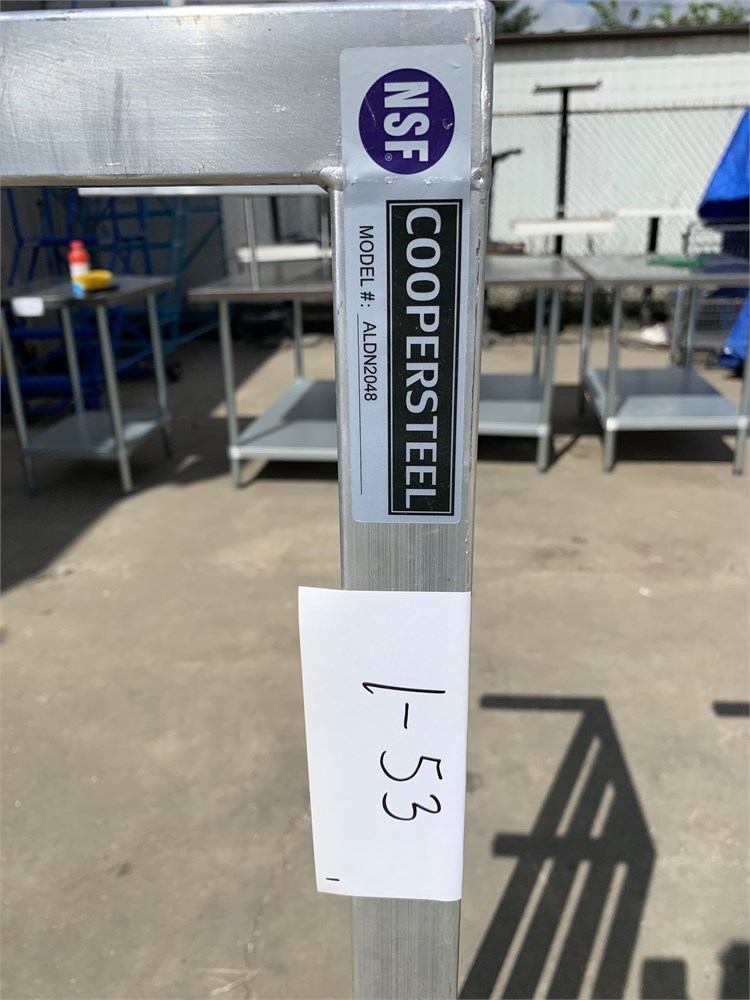 NSF®
COOPERSTEEL
MODEL #: ALDN2048
1-53